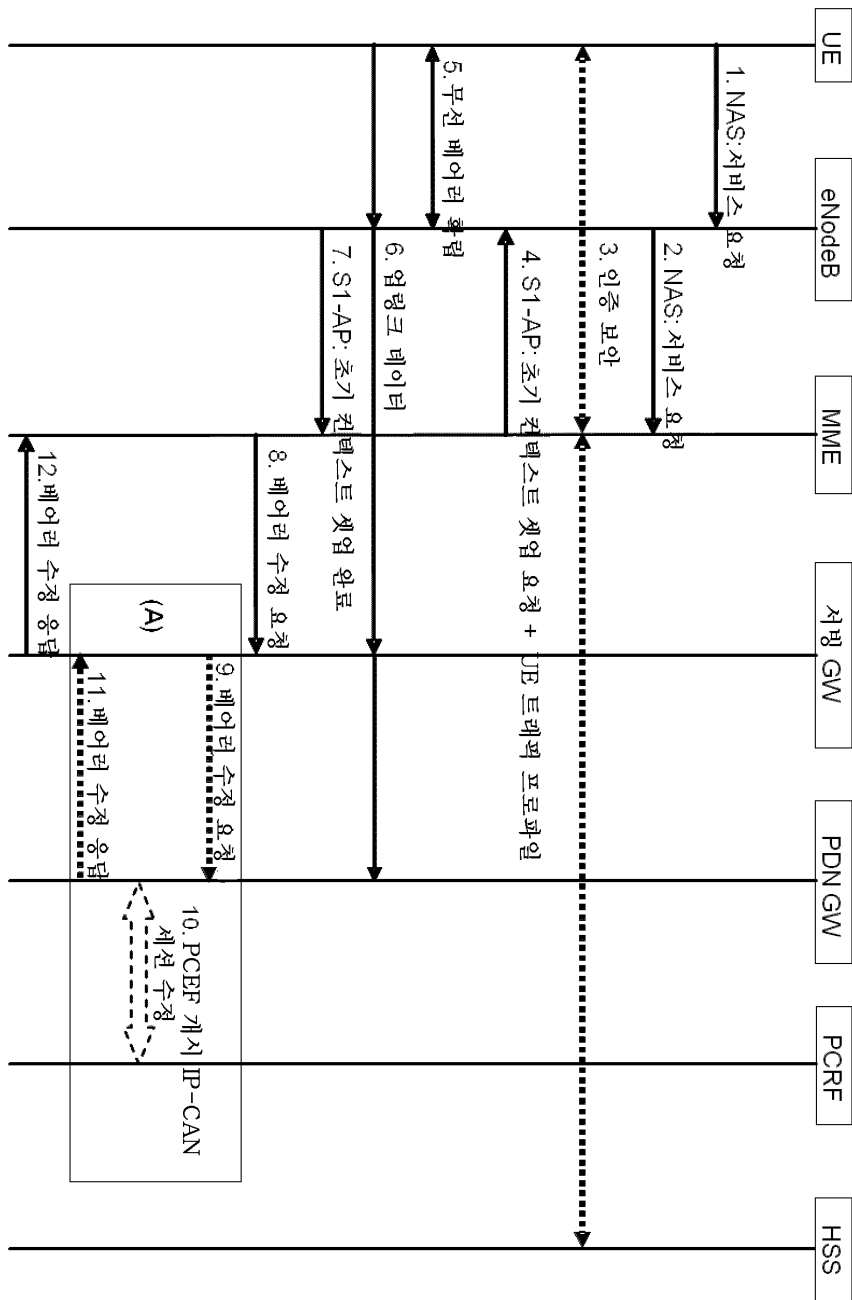 UE
eNodeB
MME
서빙 GW
PDN GW
PCRF
HSS
1. NAS:서비스 요청
2. NAS: 서비스 요청
3. 인증 보안
4. S1-AP: 초기 컨텍스트 셋업 요청 + UE 트래픽 프로파일
5. 무선 베어러 확립
6. 업링크 데이터
7. S1-AP: 초기 컨텍스트 셋업 완료
8. 베어러 수정 요청
9. 베어러 수정 요청
(A)
10. PCEF 개시 IP-CAN
세션 수정
11. 베어러 수정 응답
12.베어러 수정 응답